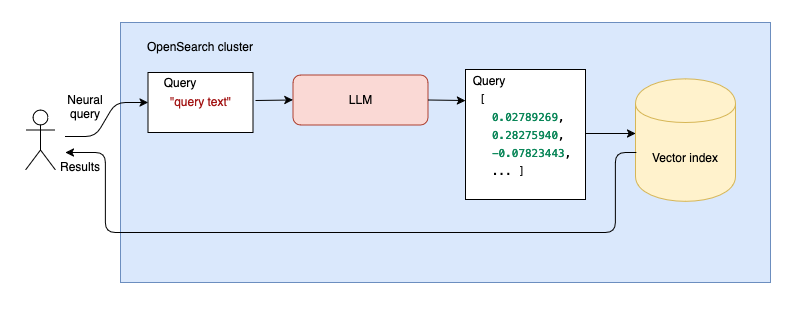 OpenSearch cluster
Neural
query
Query
"query text"
LLM
Query
[
0.02789269,
0.28275940,
−0.07823443,
... ]
Vector index
Results